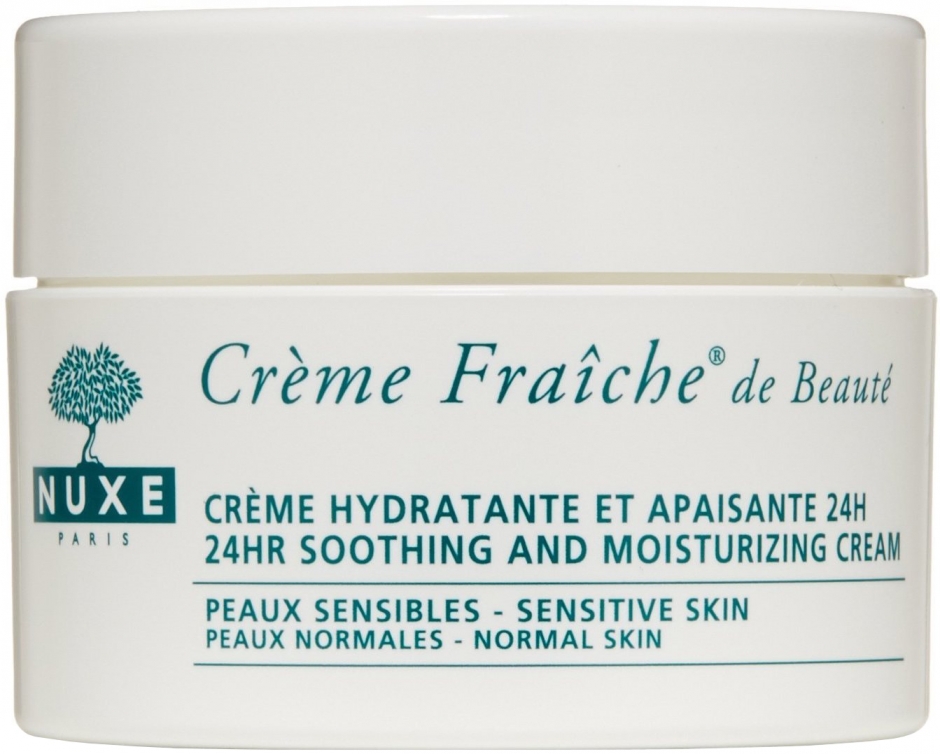 Crème Fraîche® de Beauté
NUXE
PARIS
CRÈME HYDRATANTE ET APAISANTE 24H
24HR SOOTHING AND MOISTURIZING CREAM
PEAUX SENSIBLES - SENSITIVE SKIN
PEAUX NORMALES - NORMAL SKIN